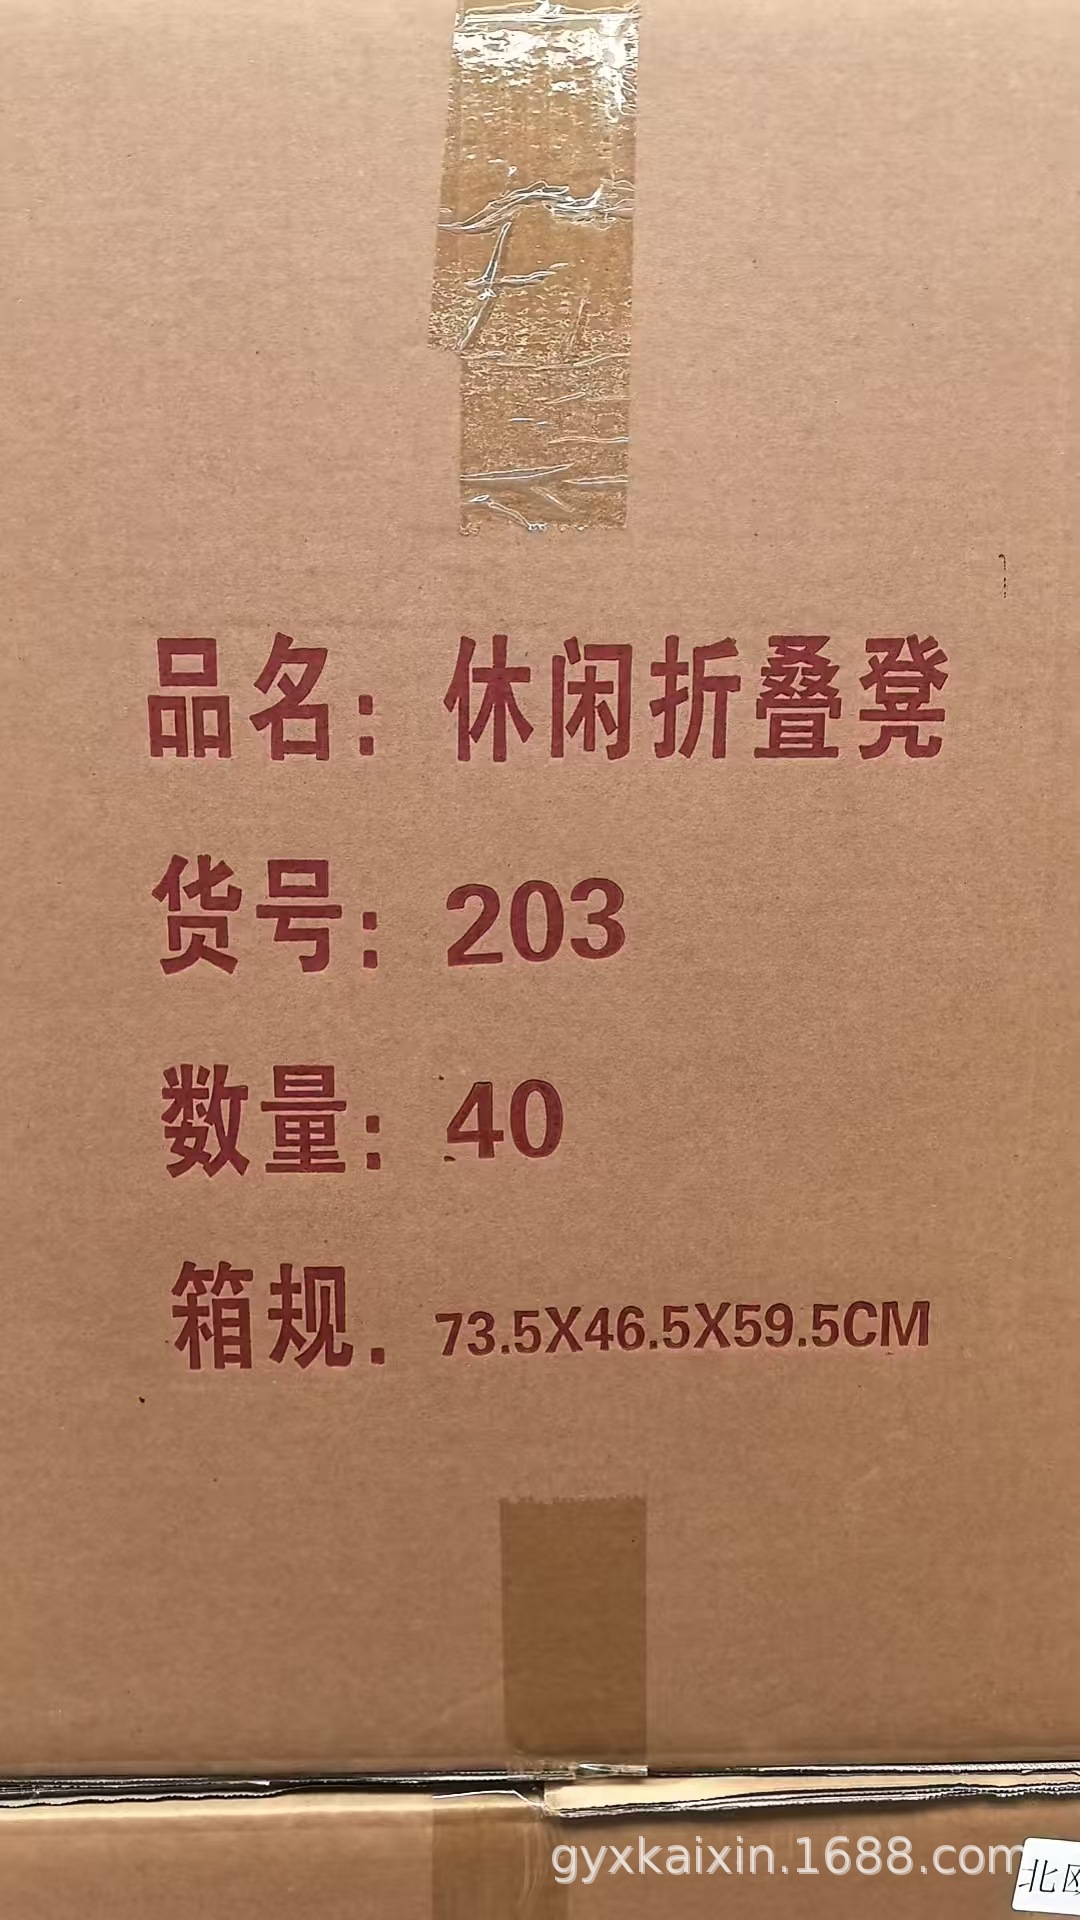 品名：休闲折叠凳
货号：203
数量：40
箱规．73.5X46.5X59.5CM
gyxkaixin.1688.com
北